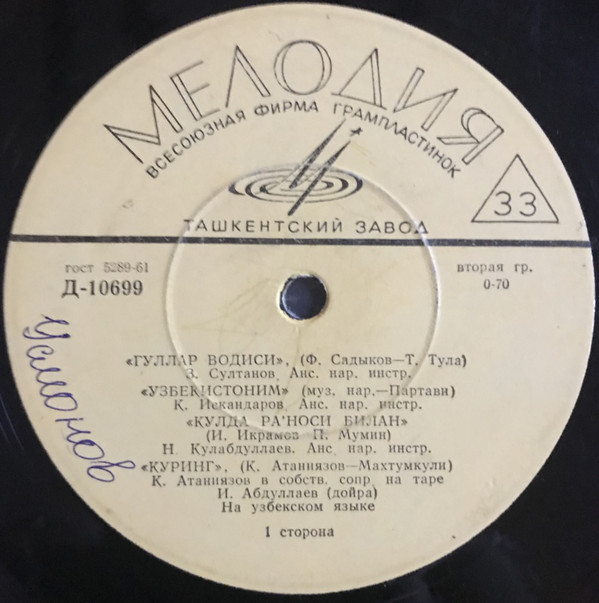 МЕЛОДИЯ
ВСЕСОЮЗНАЯ ФИРМА ГРАМПЛАСТИНОК
33
ТАШКЕНТСКИЙ ЗАВОД
гост 5289-61
Д-10699
вторая гр.
0-70
Усманов
«ГУЛЛАР ВОДИСИ», (Ф. Садыков—Т. Тула)
З. Султанов, Анс. нар. инстр.
«УЗБЕКИСТОНИМ» (муз. нар.—Партави)
К. Искандаров. Анс. нар. инстр.
«КУЛДА РА'НОСИ БИЛАН»
(И. Икрамов П. Мумин)
Н. Кулабдуллаев. Анс нар. инстр.
«КУРИНГ», (К. Атаниязов—Махтумкули)
К. Атаниязов в собств. сопр. на таре
И. Абдуллаев (дойра)
На узбекском языке
1 сторона